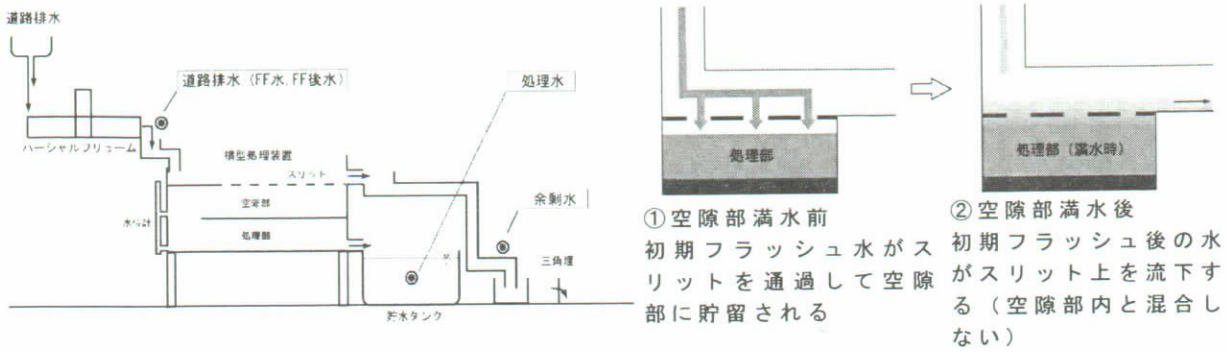 道路排水
道路排水（FF水，FF後水）
処理水
パーシャルフリューム
横型処理装置
スリット
空隙部
水位計
処理部
余剰水
三角堰
貯水タンク
処理部
①空隙部満水前
初期フラッシュ水がス
リットを通過して空隙
部に貯留される
処理部（満水時）
②空隙部満水後
初期フラッシュ後の水
がスリット上を流下す
る（空隙部内と混合し
ない）